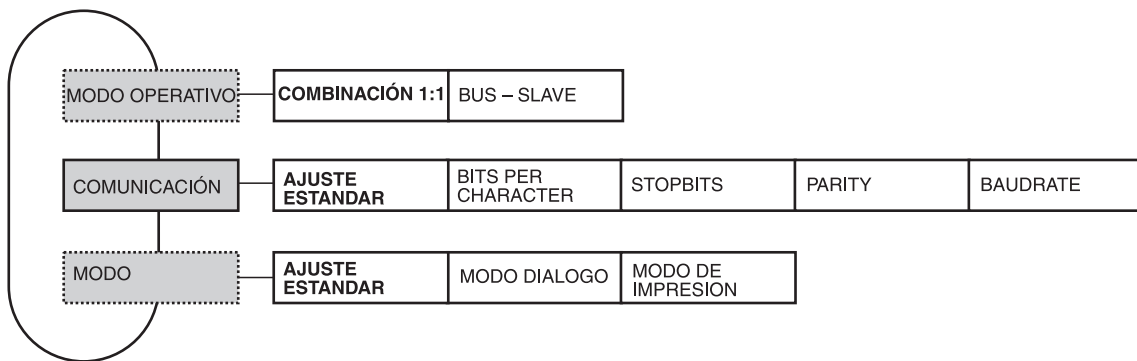 MODO OPERATIVO
COMBINACIÓN 1:1
BUS – SLAVE
COMUNICACIÓN
AJUSTE
ESTANDAR
BITS PER
CHARACTER
STOPBITS
PARITY
BAUDRATE
MODO
AJUSTE
ESTANDAR
MODO DIALOGO
MODO DE
IMPRESION